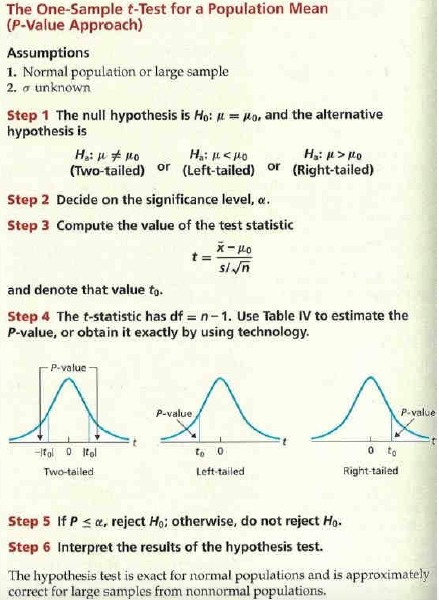 The One-Sample t-Test for a Population Mean
(P-Value Approach)
Assumptions
1. Normal population or large sample
2. σ unknown
Step 1 The null hypothesis is H₀: μ = μ₀, and the alternative
hypothesis is
Hₐ: μ ≠ μ₀ or Hₐ: μ < μ₀ or Hₐ: μ > μ₀
(Two-tailed) (Left-tailed) (Right-tailed)
Step 2 Decide on the significance level, α.
Step 3 Compute the value of the test statistic
t = (x̄ − μ₀) / (s/√n)
and denote that value t₀.
Step 4 The t-statistic has df = n − 1. Use Table IV to estimate the
P-value, or obtain it exactly by using technology.
P-value
P-value
P-value
−|t₀| 0 |t₀| t
t₀ 0 t
0 t₀ t
Two-tailed
Left-tailed
Right-tailed
Step 5 If P ≤ α, reject H₀; otherwise, do not reject H₀.
Step 6 Interpret the results of the hypothesis test.
The hypothesis test is exact for normal populations and is approximately
correct for large samples from nonnormal populations.